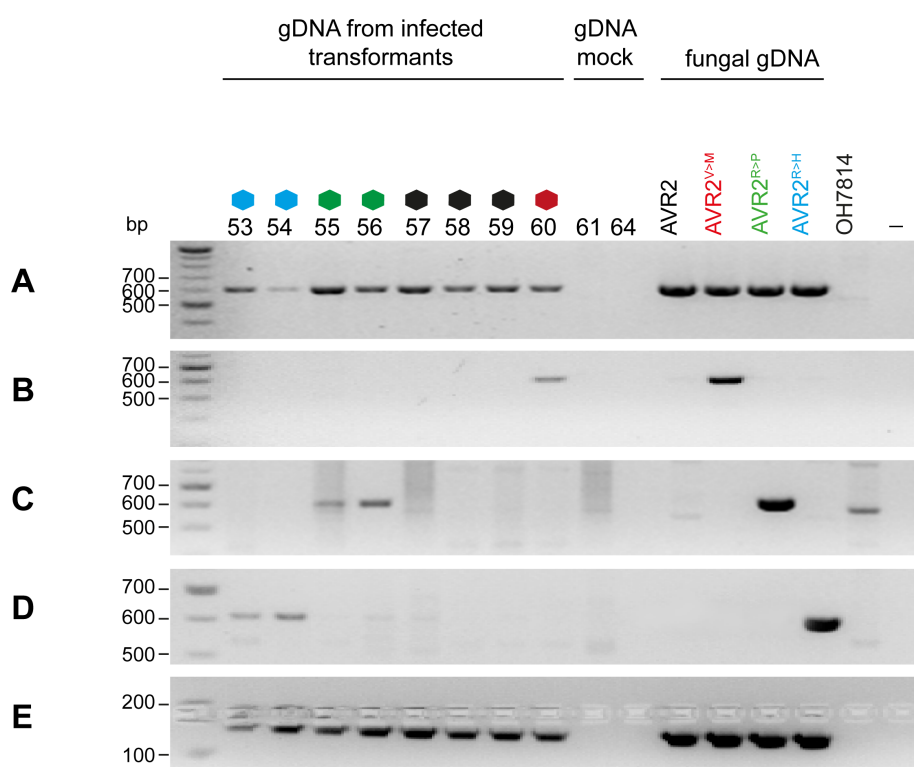 gDNA from infected
transformants
gDNA
mock
fungal gDNA
bp
53 54 55 56 57 58 59 60 61 64 AVR2 AVR2V>M AVR2R>P AVR2R>H OH7814 –
A
700
600
500
B
700
600
500
C
700
600
500
D
700
600
500
E
200
100